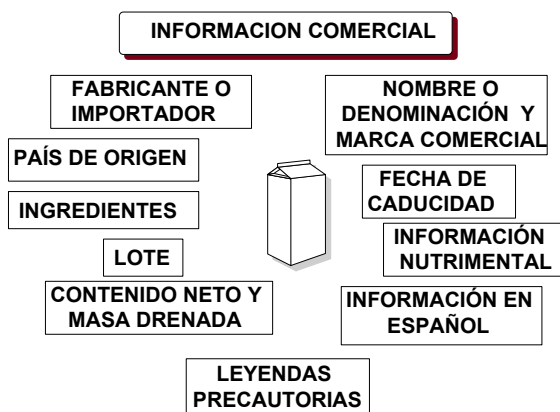 INFORMACION COMERCIAL
FABRICANTE O
IMPORTADOR
NOMBRE O
DENOMINACIÓN Y
MARCA COMERCIAL
PAÍS DE ORIGEN
FECHA DE
CADUCIDAD
INGREDIENTES
INFORMACIÓN
NUTRIMENTAL
LOTE
CONTENIDO NETO Y
MASA DRENADA
INFORMACIÓN EN
ESPAÑOL
LEYENDAS
PRECAUTORIAS